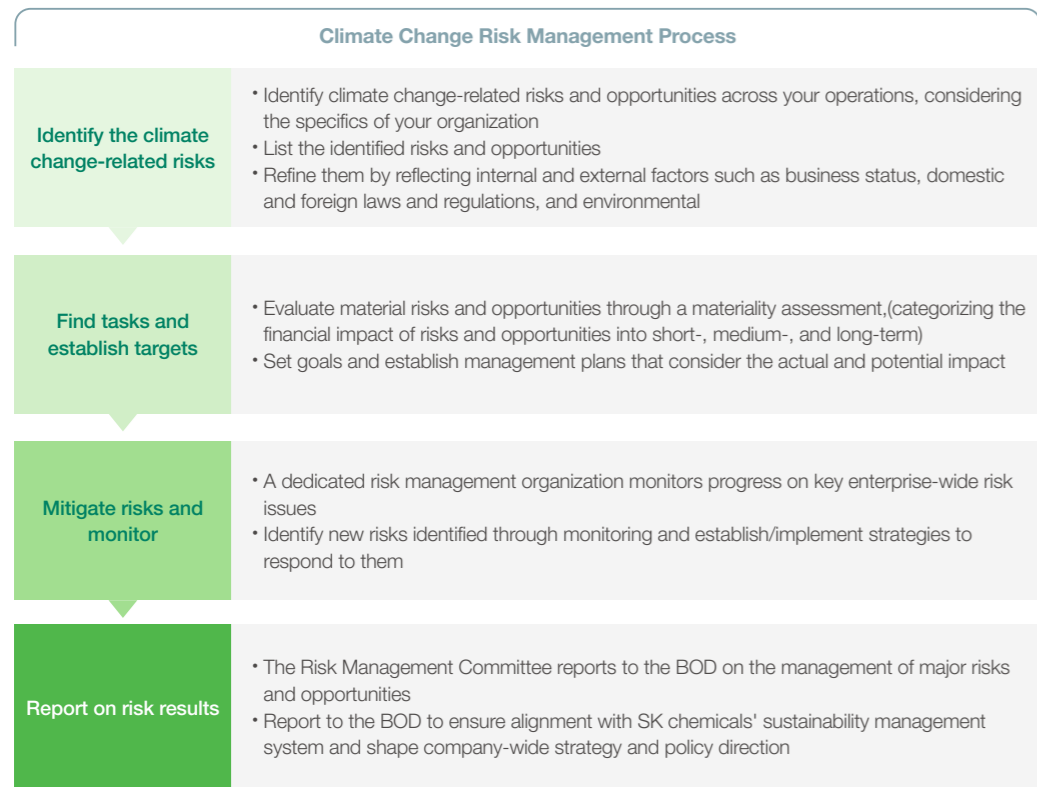 Climate Change Risk Management Process
Identify the climate
change-related risks
• Identify climate change-related risks and opportunities across your operations, considering
the specifics of your organization
• List the identified risks and opportunities
• Refine them by reflecting internal and external factors such as business status, domestic
and foreign laws and regulations, and environmental
Find tasks and
establish targets
• Evaluate material risks and opportunities through a materiality assessment,(categorizing the
financial impact of risks and opportunities into short-, medium-, and long-term)
• Set goals and establish management plans that consider the actual and potential impact
Mitigate risks and
monitor
• A dedicated risk management organization monitors progress on key enterprise-wide risk
issues
• Identify new risks identified through monitoring and establish/implement strategies to
respond to them
Report on risk results
• The Risk Management Committee reports to the BOD on the management of major risks
and opportunities
• Report to the BOD to ensure alignment with SK chemicals' sustainability management
system and shape company-wide strategy and policy direction